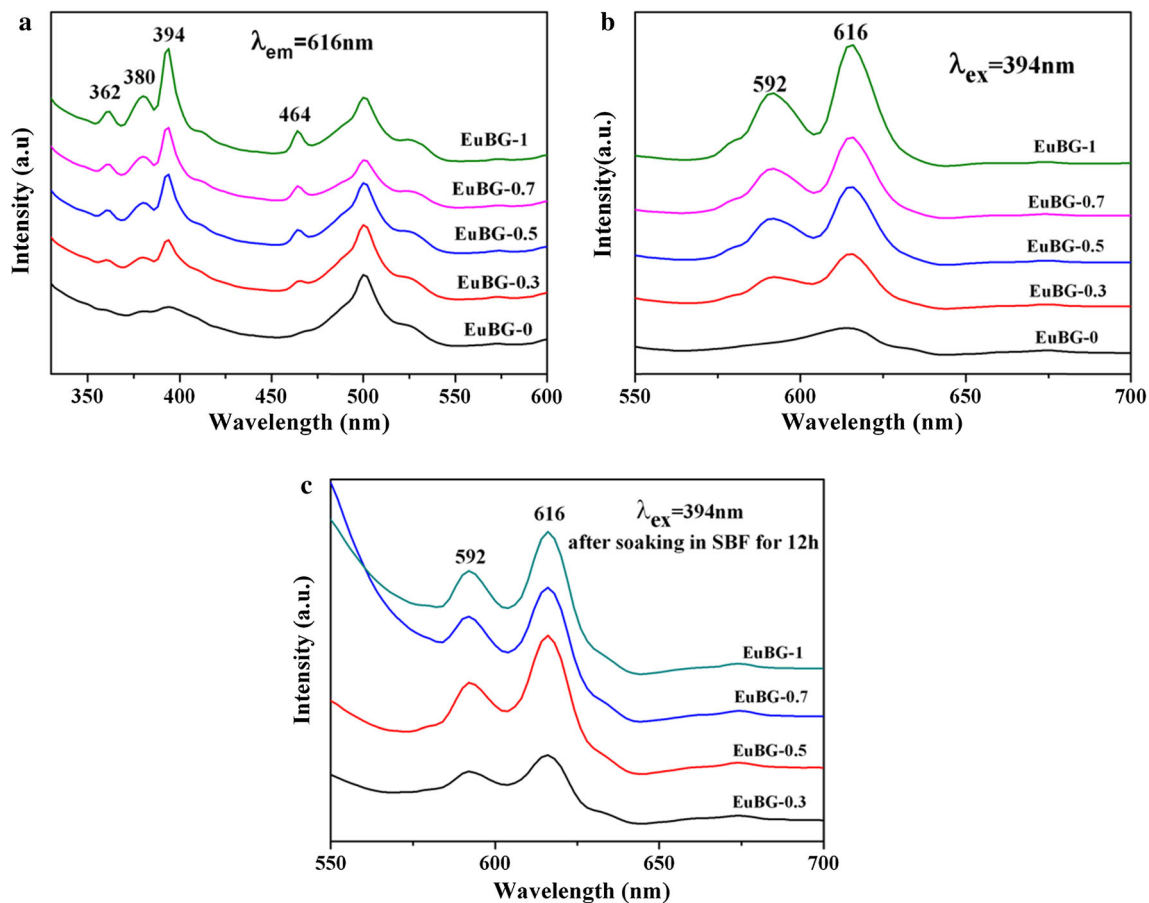 a
λem=616nm
362
380
394
464
EuBG-1
EuBG-0.7
EuBG-0.5
EuBG-0.3
EuBG-0
Intensity (a.u)
350 400 450 500 550 600
Wavelength (nm)
b
λex=394nm
592
616
EuBG-1
EuBG-0.7
EuBG-0.5
EuBG-0.3
EuBG-0
Intensity(a.u.)
550 600 650 700
Wavelength (nm)
c
λex=394nm
after soaking in SBF for 12h
592
616
EuBG-1
EuBG-0.7
EuBG-0.5
EuBG-0.3
Intensity (a.u.)
550 600 650 700
Wavelength (nm)